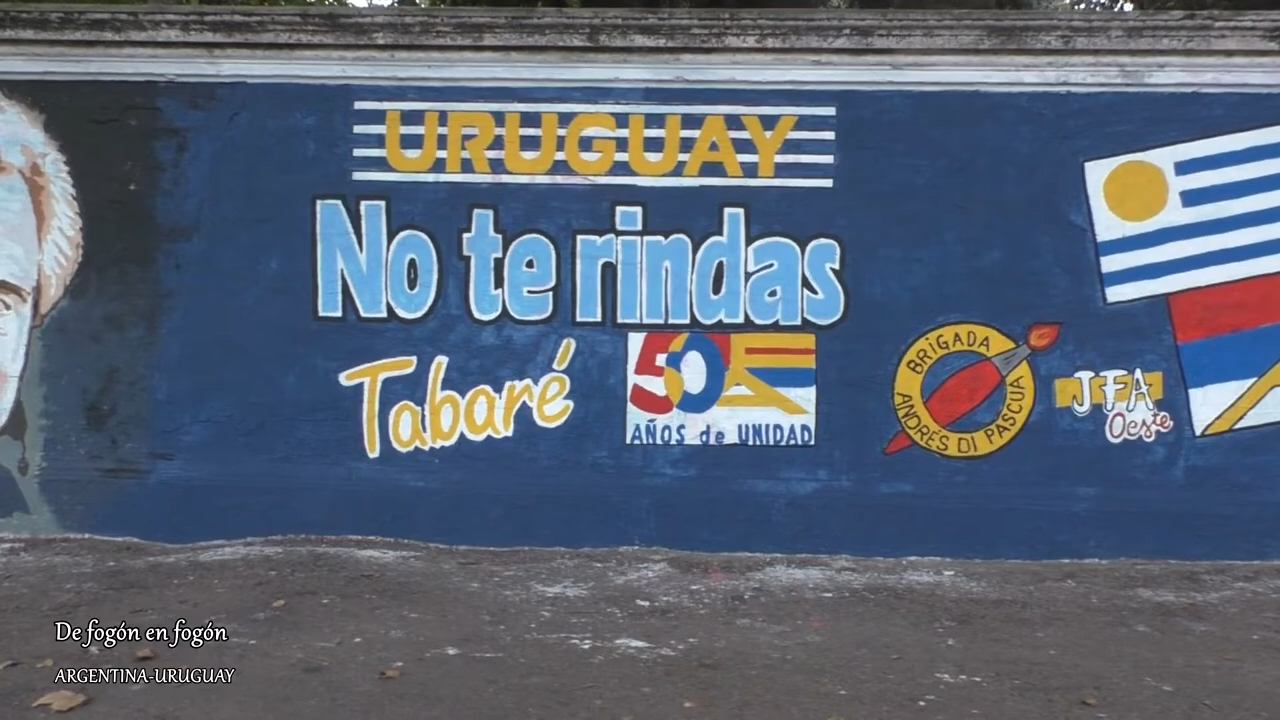 URUGUAY
No te rindas
Tabaré
50
AÑOS de UNIDAD
BRiGADA
ANDRES Di PASCUA
JFA
Oeste
De fogón en fogón
ARGENTINA-URUGUAY